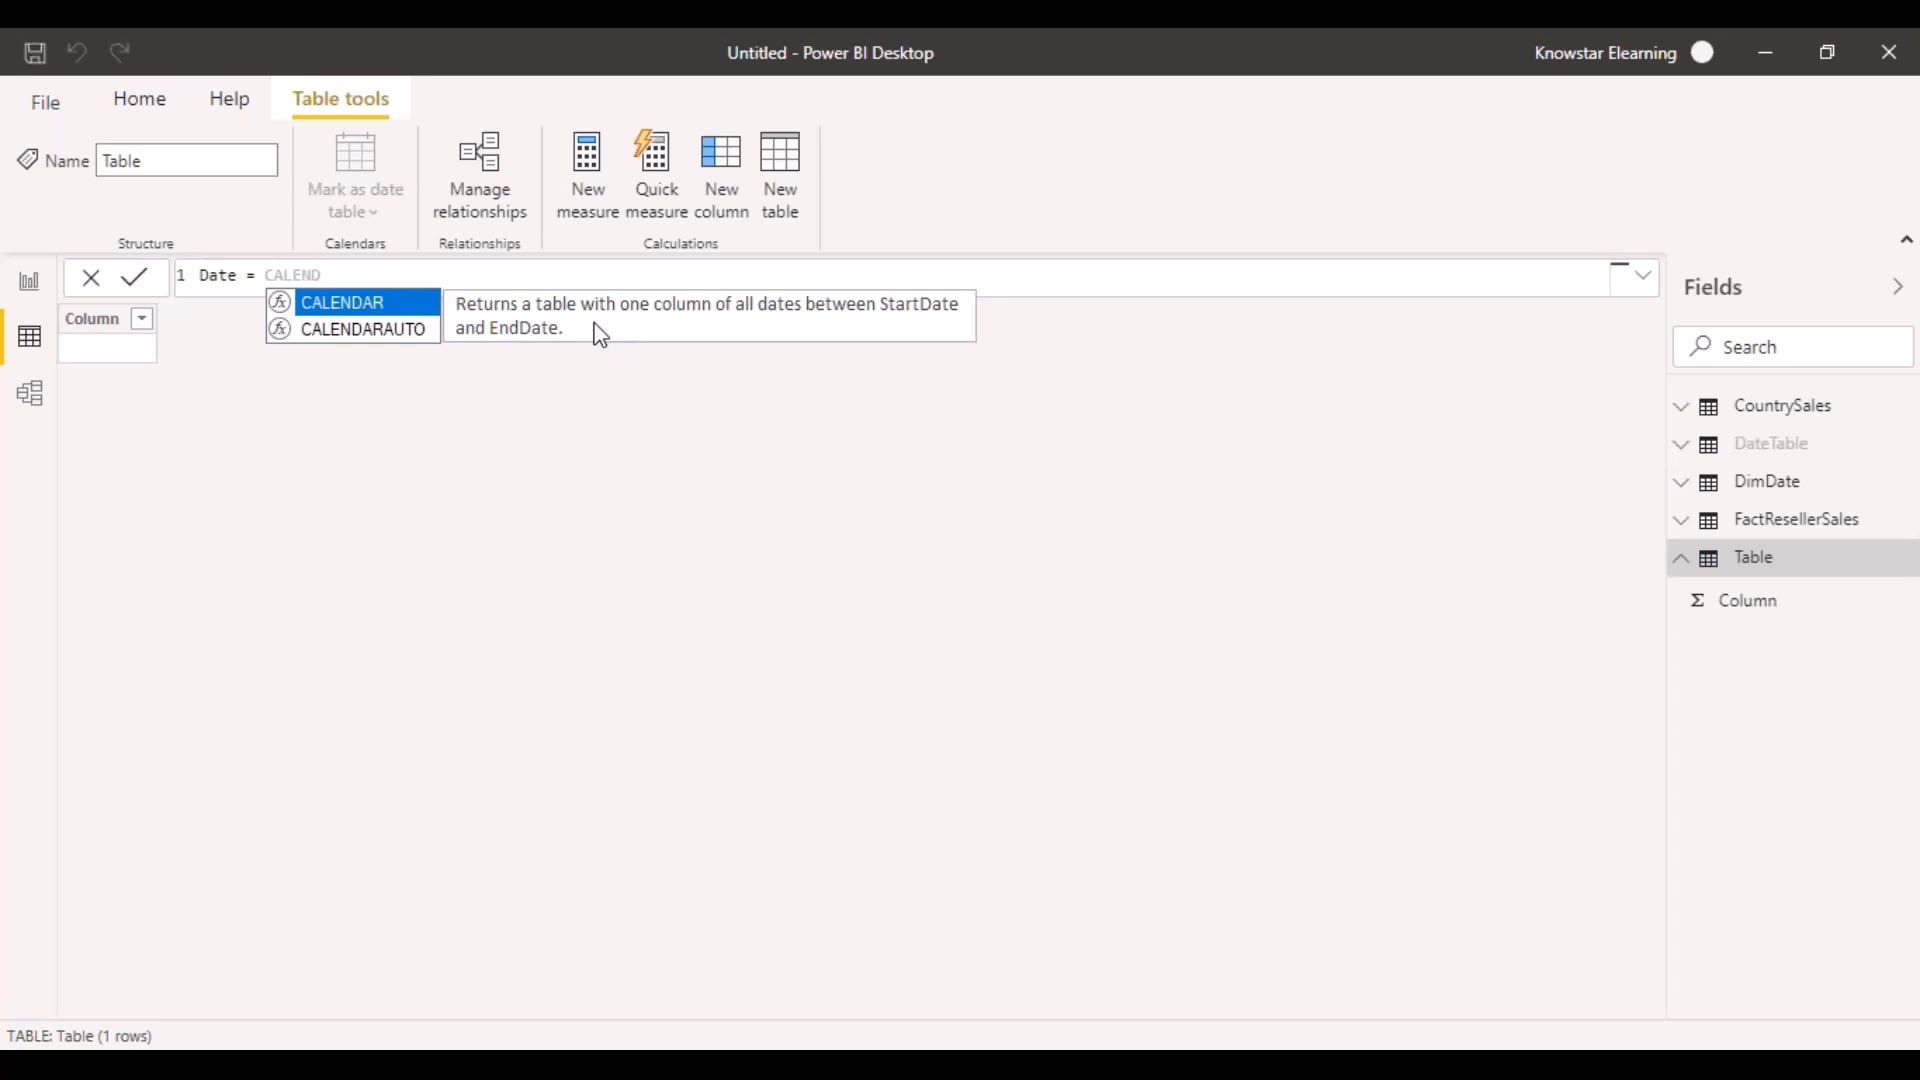 Untitled - Power BI Desktop
Knowstar Elearning
File
Home
Help
Table tools
Name
Table
Mark as date
table
Manage
relationships
New
measure
Quick
measure
New
column
New
table
Structure
Calendars
Relationships
Calculations
1 Date = CALEND
CALENDAR
CALENDARAUTO
Returns a table with one column of all dates between StartDate
and EndDate.
Column
Fields
Search
CountrySales
DateTable
DimDate
FactResellerSales
Table
Σ Column
TABLE: Table (1 rows)